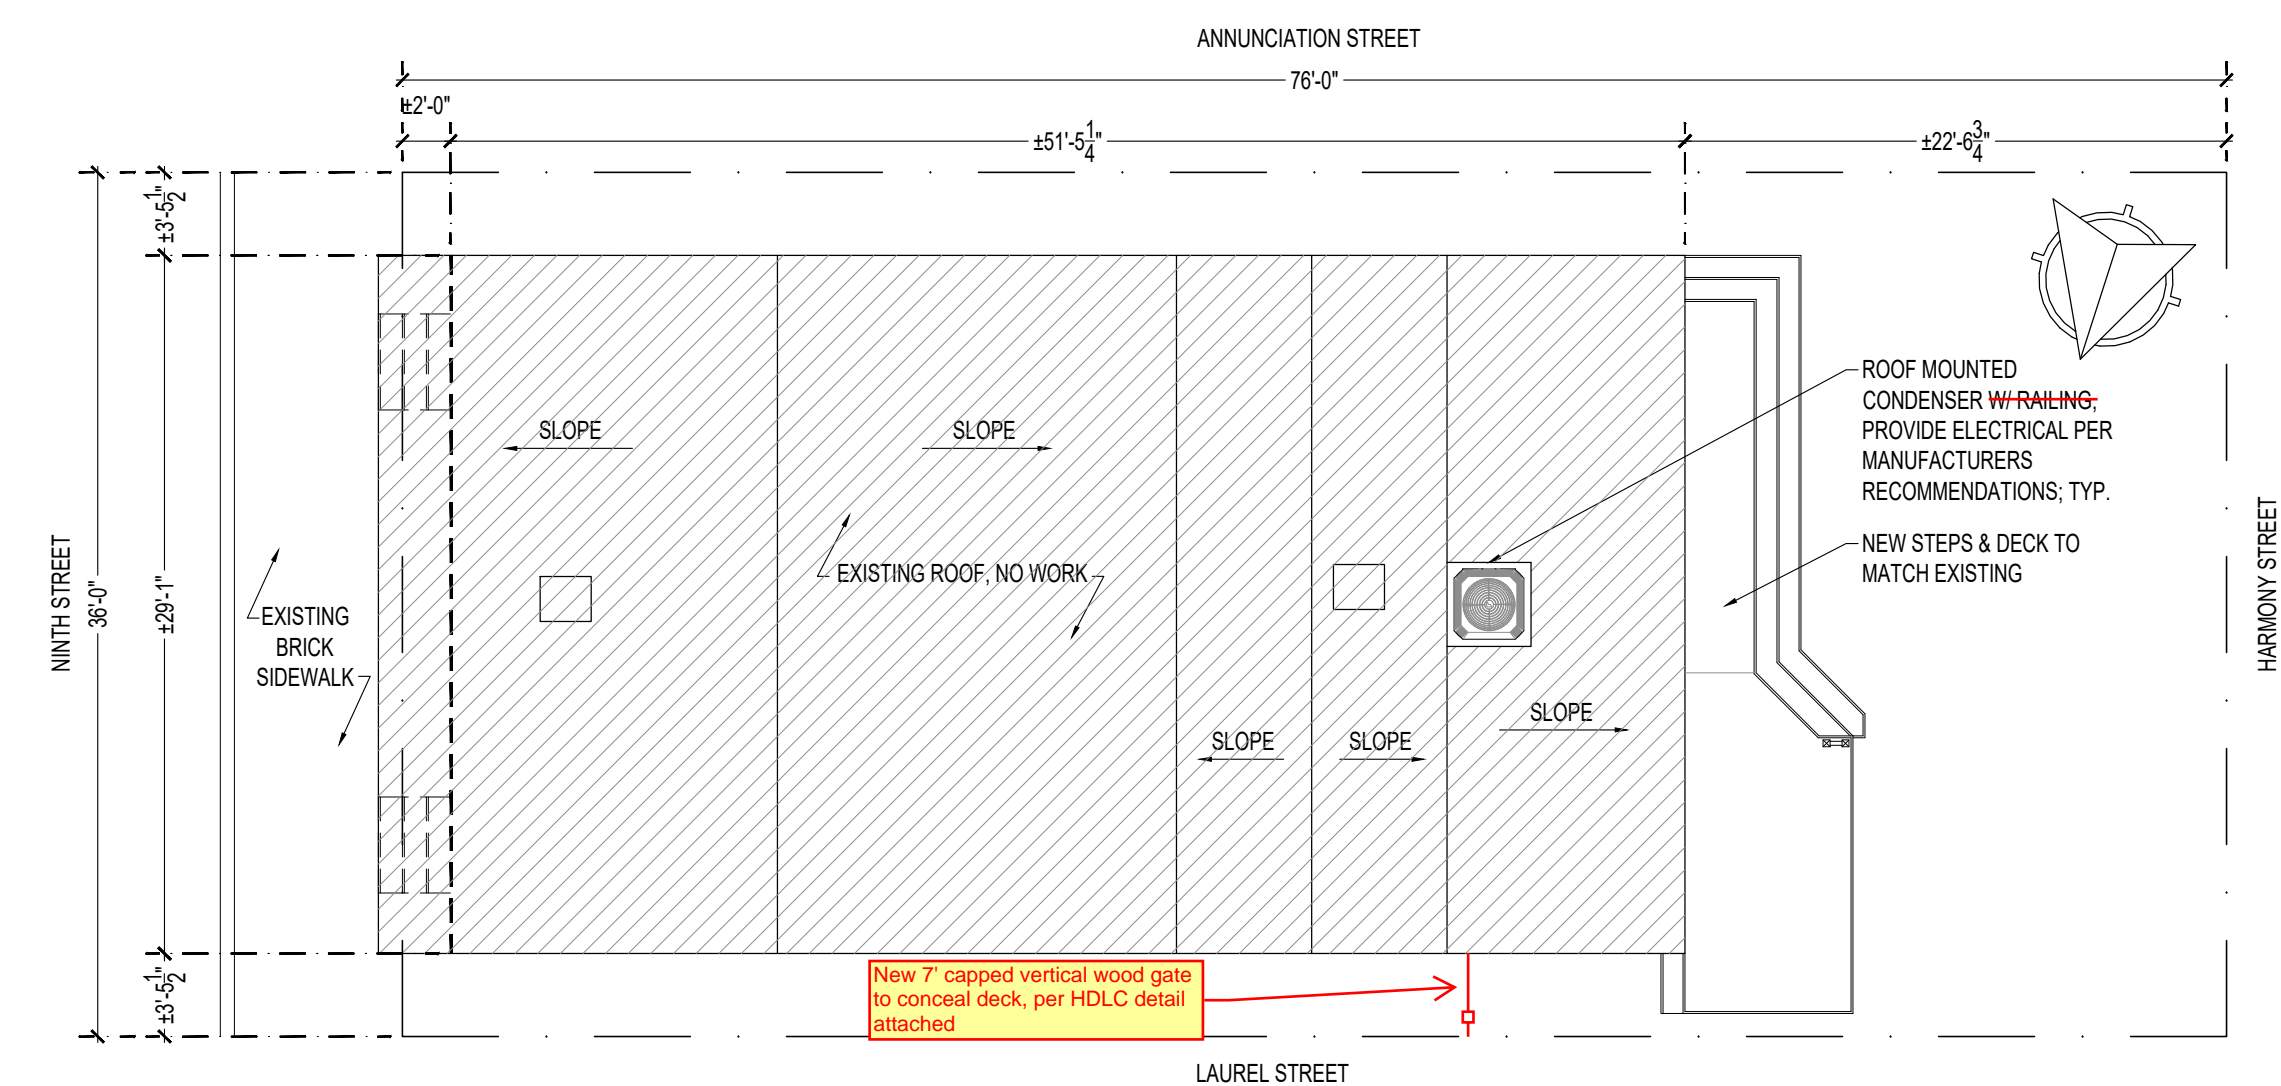 ANNUNCIATION STREET
76'-0"
±2'-0"
±51'-5 1/4"
±22'-6 3/4"
±3'-5 1/2"
NINTH STREET
36'-0"
±29'-1"
±3'-5 1/2"
EXISTING
BRICK
SIDEWALK
SLOPE
SLOPE
EXISTING ROOF, NO WORK
SLOPE
SLOPE
SLOPE
ROOF MOUNTED
CONDENSER W/ RAILING,
PROVIDE ELECTRICAL PER
MANUFACTURERS
RECOMMENDATIONS; TYP.
NEW STEPS & DECK TO
MATCH EXISTING
HARMONY STREET
New 7' capped vertical wood gate
to conceal deck, per HDLC detail
attached
LAUREL STREET